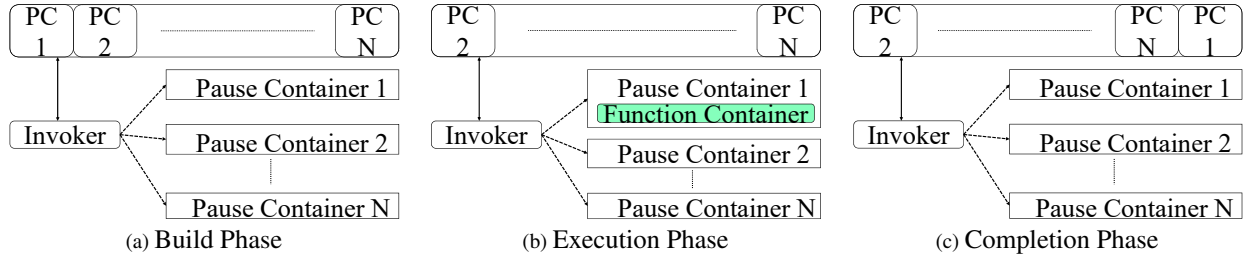 PC 1
PC 2
PC N
Pause Container 1
Invoker
Pause Container 2
Pause Container N
(a) Build Phase
PC 2
PC N
Pause Container 1
Function Container
Invoker
Pause Container 2
Pause Container N
(b) Execution Phase
PC 2
PC N
PC 1
Pause Container 1
Invoker
Pause Container 2
Pause Container N
(c) Completion Phase